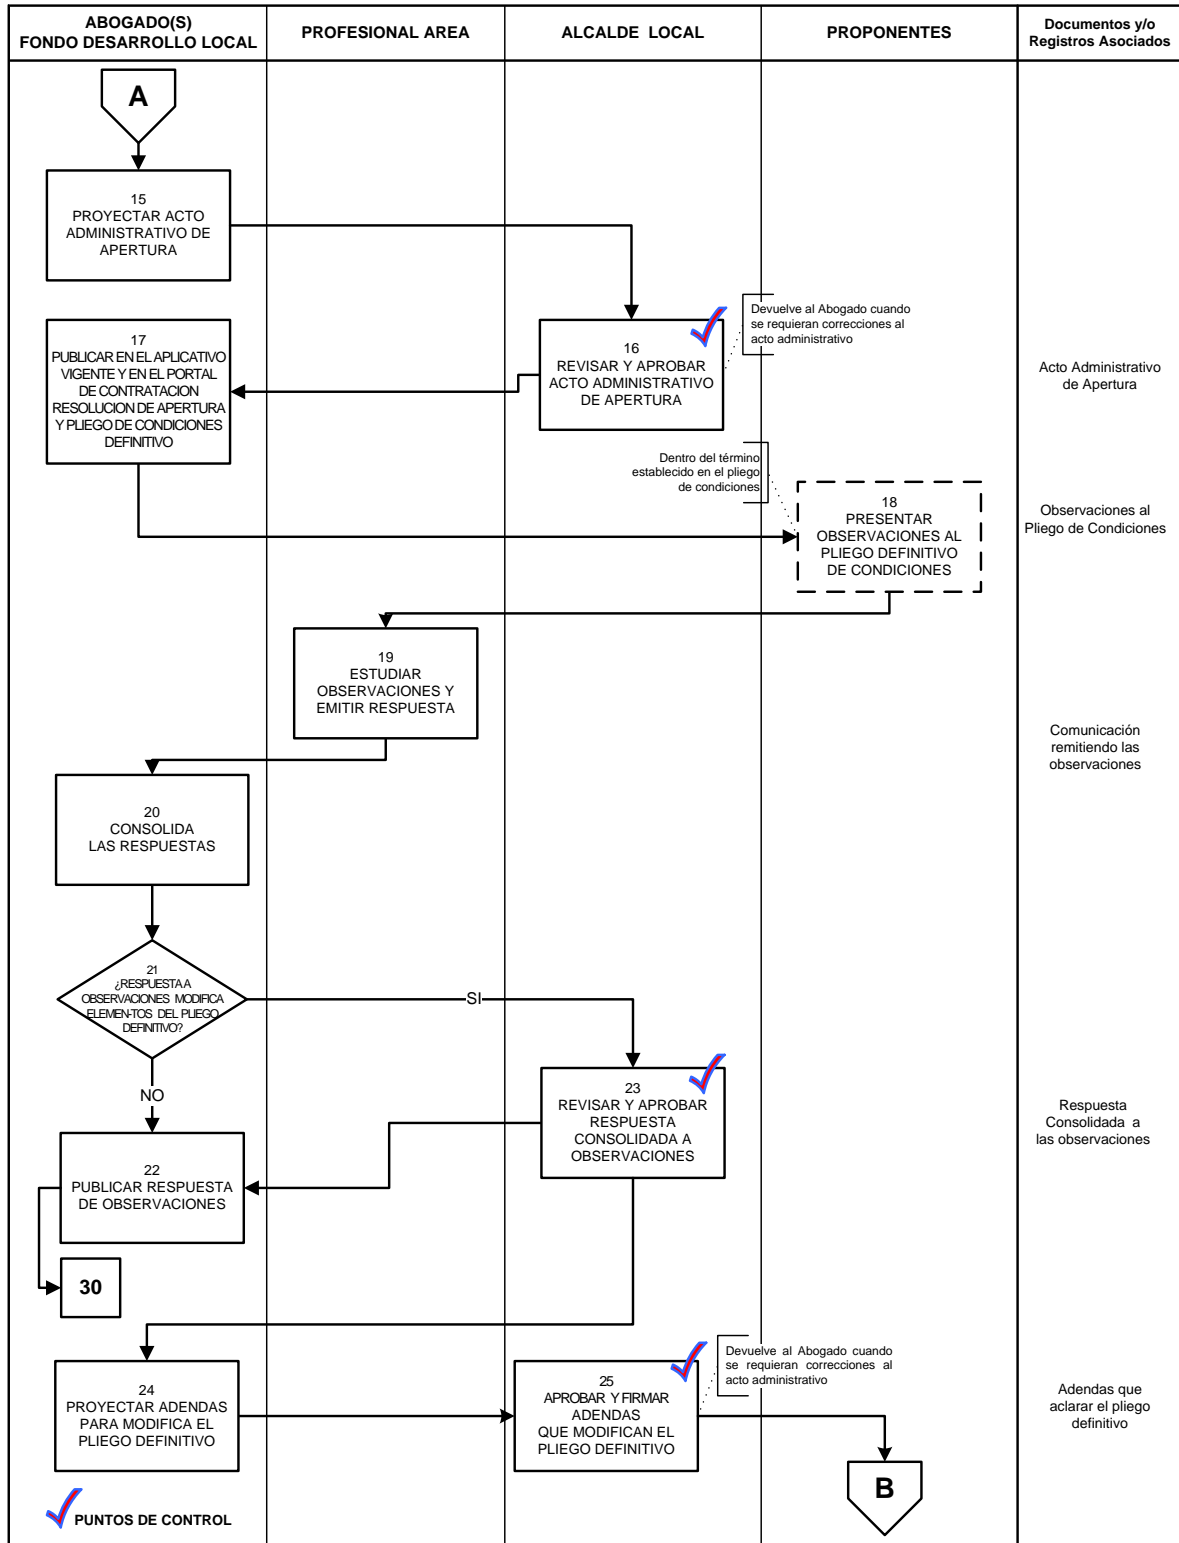 ABOGADO(S)
FONDO DESARROLLO LOCAL
PROFESIONAL AREA
ALCALDE LOCAL
PROPONENTES
Documentos y/o
Registros Asociados
A
15
PROYECTAR ACTO
ADMINISTRATIVO DE
APERTURA
Devuelve al Abogado cuando
se requieran correcciones al
acto administrativo
17
PUBLICAR EN EL APLICATIVO
VIGENTE Y EN EL PORTAL
DE CONTRATACION
RESOLUCION DE APERTURA
Y PLIEGO DE CONDICIONES
DEFINITIVO
16
REVISAR Y APROBAR
ACTO ADMINISTRATIVO
DE APERTURA
Acto Administrativo
de Apertura
Dentro del término
establecido en el pliego
de condiciones
18
PRESENTAR
OBSERVACIONES AL
PLIEGO DEFINITIVO
DE CONDICIONES
Observaciones al
Pliego de Condiciones
19
ESTUDIAR
OBSERVACIONES Y
EMITIR RESPUESTA
Comunicación
remitiendo las
observaciones
20
CONSOLIDA
LAS RESPUESTAS
21
¿RESPUESTA A
OBSERVACIONES MODIFICA
ELEMEN-TOS DEL PLIEGO
DEFINITIVO?
SI
NO
23
REVISAR Y APROBAR
RESPUESTA
CONSOLIDADA A
OBSERVACIONES
Respuesta
Consolidada a
las observaciones
22
PUBLICAR RESPUESTA
DE OBSERVACIONES
30
Devuelve al Abogado cuando
se requieran correcciones al
acto administrativo
24
PROYECTAR ADENDAS
PARA MODIFICA EL
PLIEGO DEFINITIVO
25
APROBAR Y FIRMAR
ADENDAS
QUE MODIFICAN EL
PLIEGO DEFINITIVO
Adendas que
aclarar el pliego
definitivo
B
PUNTOS DE CONTROL